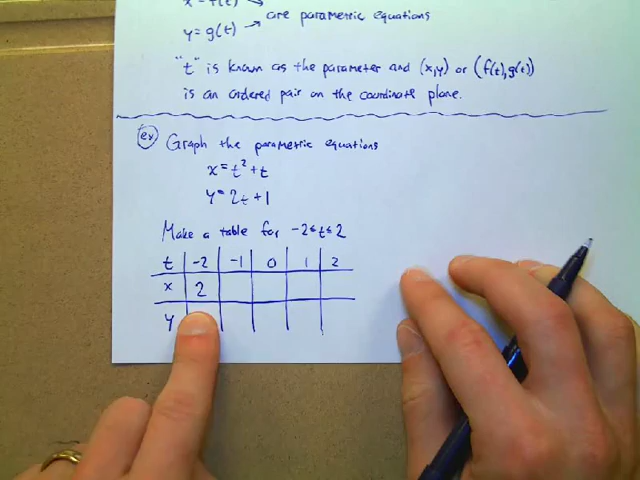 x = f(t)
are parametric equations
y = g(t)
"t" is known as the parameter and (x,y) or (f(t), g(t))
is an ordered pair on the coordinate plane.
ex Graph the parametric equations
x = t² + t
y = 2t + 1
Make a table for -2 ≤ t ≤ 2
t -2 -1 0 1 2
x 2
y